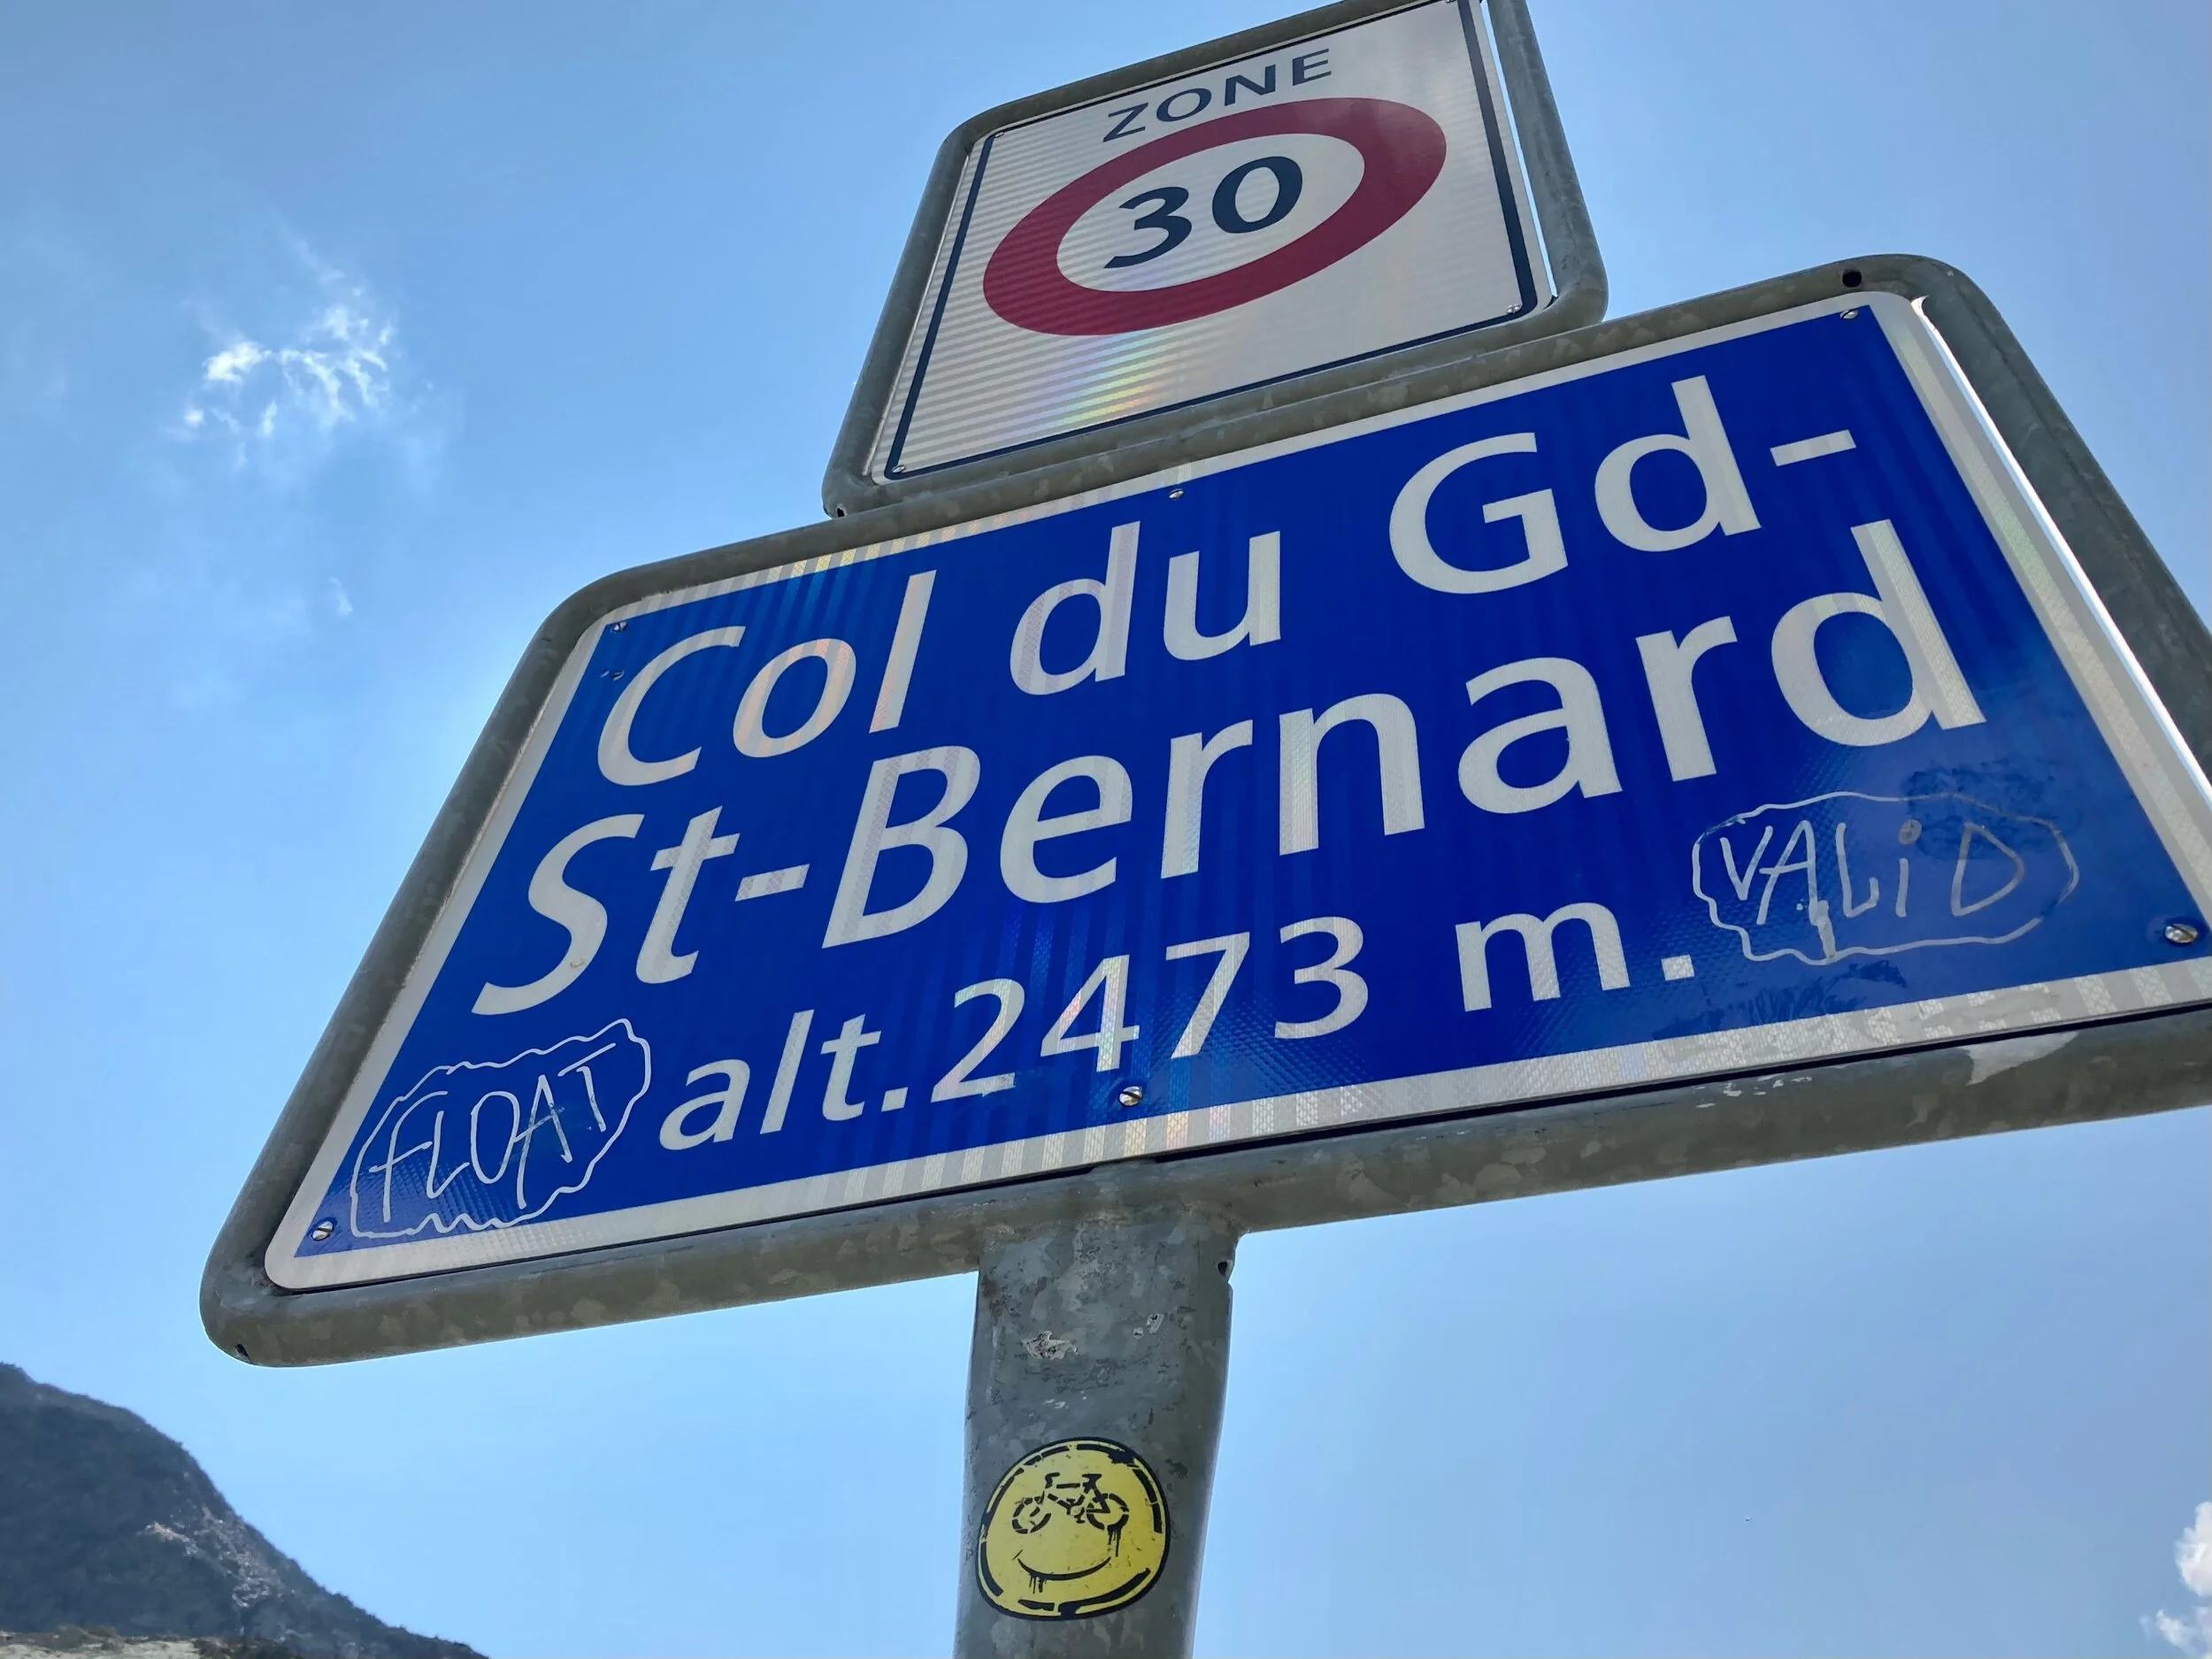 ZONE
30
Col du Gd-
St-Bernard
alt. 2473 m.
VALiD
FLOAT